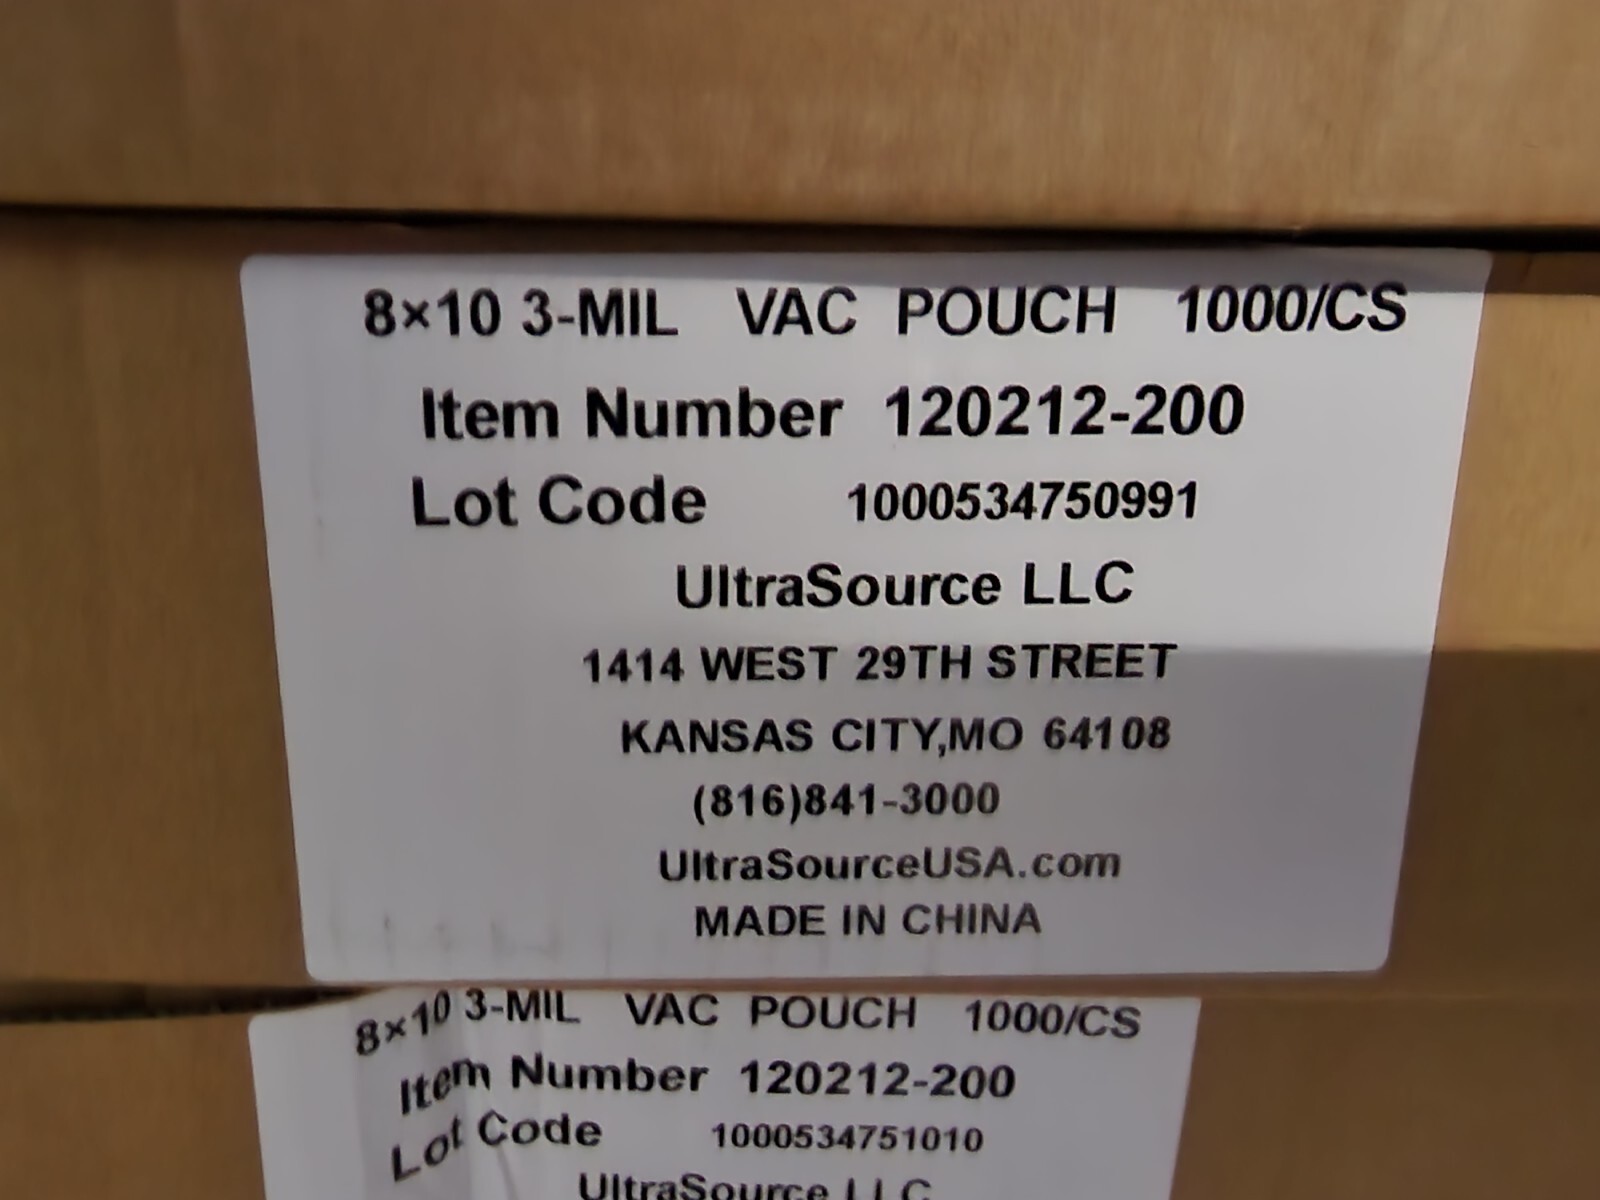 8×10 3-MIL VAC POUCH 1000/CS
Item Number 120212-200
Lot Code 1000534750991
UltraSource LLC
1414 WEST 29TH STREET
KANSAS CITY,MO 64108
(816)841-3000
UltraSourceUSA.com
MADE IN CHINA
8×10 3-MIL VAC POUCH 1000/CS
Item Number 120212-200
Lot Code 1000534751010
UltraSource LLC